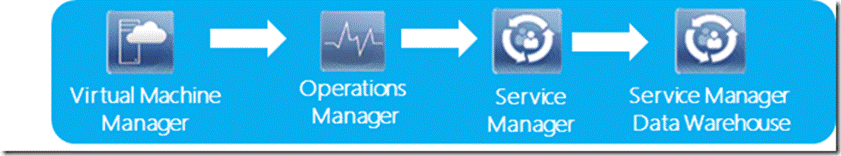 Virtual Machine
Manager
Operations
Manager
Service
Manager
Service Manager
Data Warehouse